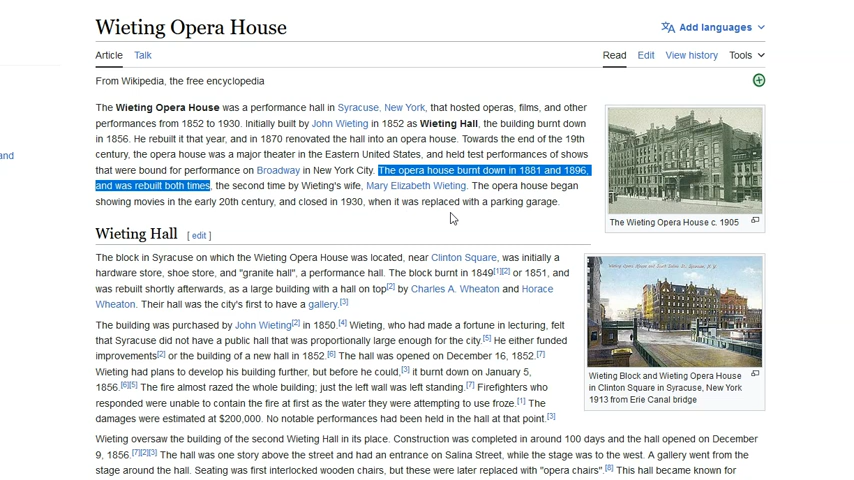 Wieting Opera House
Add languages
Article Talk
Read Edit View history Tools
From Wikipedia, the free encyclopedia
The Wieting Opera House was a performance hall in Syracuse, New York, that hosted operas, films, and other
performances from 1852 to 1930. Initially built by John Wieting in 1852 as Wieting Hall, the building burnt down
in 1856. He rebuilt it that year, and in 1870 renovated the hall into an opera house. Towards the end of the 19th
century, the opera house was a major theater in the Eastern United States, and held test performances of shows
and
that were bound for performance on Broadway in New York City. The opera house burnt down in 1881 and 1896,
and was rebuilt both times, the second time by Wieting's wife, Mary Elizabeth Wieting. The opera house began
showing movies in the early 20th century, and closed in 1930, when it was replaced with a parking garage.
The Wieting Opera House c. 1905
Wieting Hall [ edit ]
The block in Syracuse on which the Wieting Opera House was located, near Clinton Square, was initially a
hardware store, shoe store, and "granite hall", a performance hall. The block burnt in 1849[1][2] or 1851, and
was rebuilt shortly afterwards, as a large building with a hall on top[2] by Charles A. Wheaton and Horace
Wheaton. Their hall was the city's first to have a gallery.[3]
The building was purchased by John Wieting[2] in 1850.[4] Wieting, who had made a fortune in lecturing, felt
that Syracuse did not have a public hall that was proportionally large enough for the city.[5] He either funded
improvements[2] or the building of a new hall in 1852.[6] The hall was opened on December 16, 1852.[7]
Wieting had plans to develop his building further, but before he could,[3] it burnt down on January 5,
1856.[6][5] The fire almost razed the whole building; just the left wall was left standing.[7] Firefighters who
responded were unable to contain the fire at first as the water they were attempting to use froze.[1] The
damages were estimated at $200,000. No notable performances had been held in the hall at that point.[3]
Wieting Block and Wieting Opera House
in Clinton Square in Syracuse, New York
1913 from Erie Canal bridge
Wieting oversaw the building of the second Wieting Hall in its place. Construction was completed in around 100 days and the hall opened on December
9, 1856.[7][2][3] The hall was one story above the street and had an entrance on Salina Street, while the stage was to the west. A gallery went from the
stage around the hall. Seating was first interlocked wooden chairs, but these were later replaced with "opera chairs".[8] This hall became known for